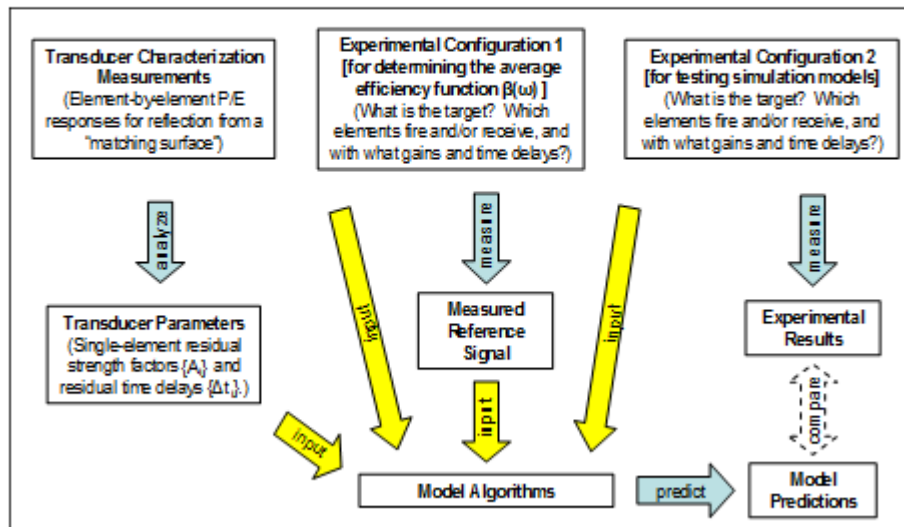 Transducer Characterization
Measurements
(Element-by-element P/E
responses for reflection from a
"matching surface")
Experimental Configuration 1
[for determining the average
efficiency function β(ω) ]
(What is the target? Which
elements fire and/or receive, and
with what gains and time delays?)
Experimental Configuration 2
[for testing simulation models]
(What is the target? Which
elements fire and/or receive, and
with what gains and time delays?)
analyze
measure
measure
input
input
Transducer Parameters
(Single-element residual
strength factors {Aⱼ} and
residual time delays {Δtⱼ}.)
Measured
Reference
Signal
Experimental
Results
input
input
compare
Model Algorithms
predict
Model
Predictions